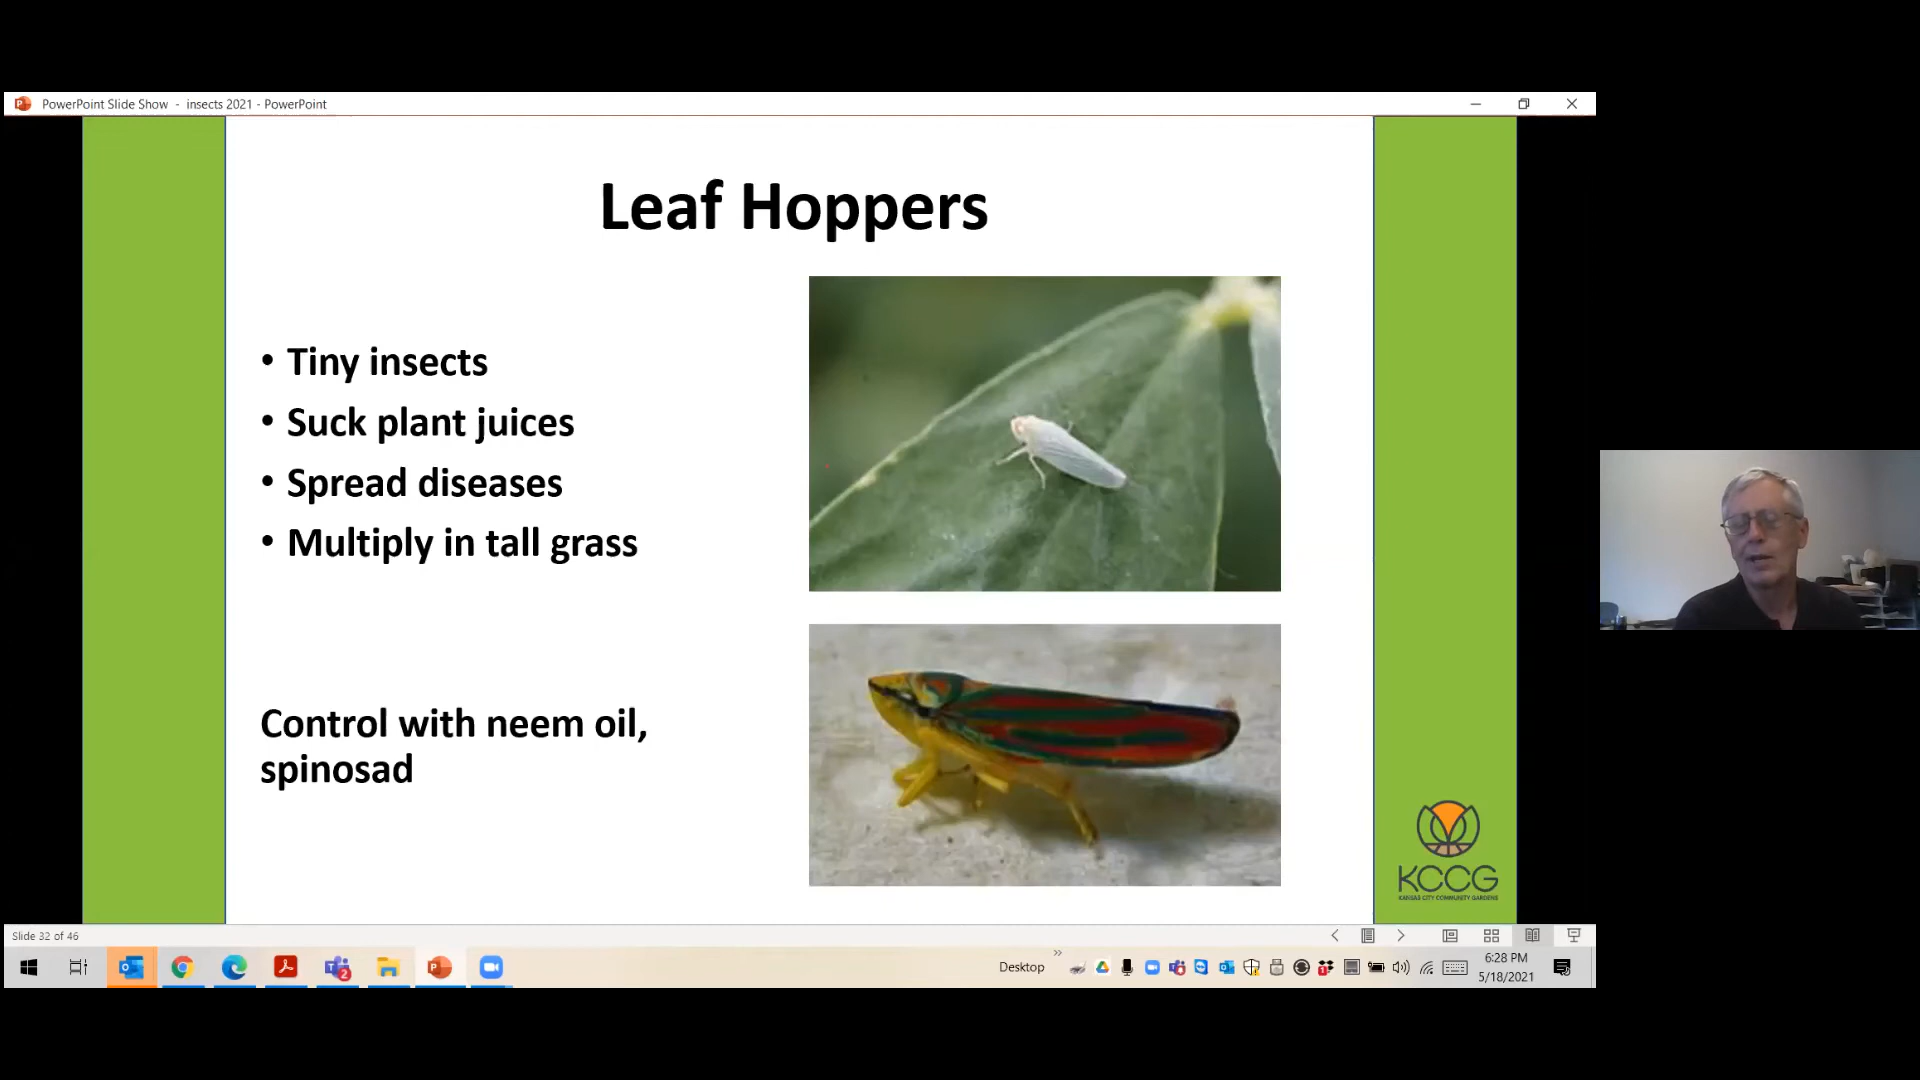 PowerPoint Slide Show - insects 2021 - PowerPoint
Leaf Hoppers
• Tiny insects
• Suck plant juices
• Spread diseases
• Multiply in tall grass
Control with neem oil,
spinosad
KCCG
KANSAS CITY COMMUNITY GARDENS
Slide 32 of 46
Desktop
6:28 PM
5/18/2021
2
1